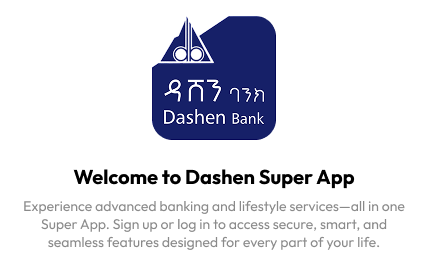 ዳሸን ባንክ
Dashen Bank
Welcome to Dashen Super App
Experience advanced banking and lifestyle services—all in one
Super App. Sign up or log in to access secure, smart, and
seamless features designed for every part of your life.